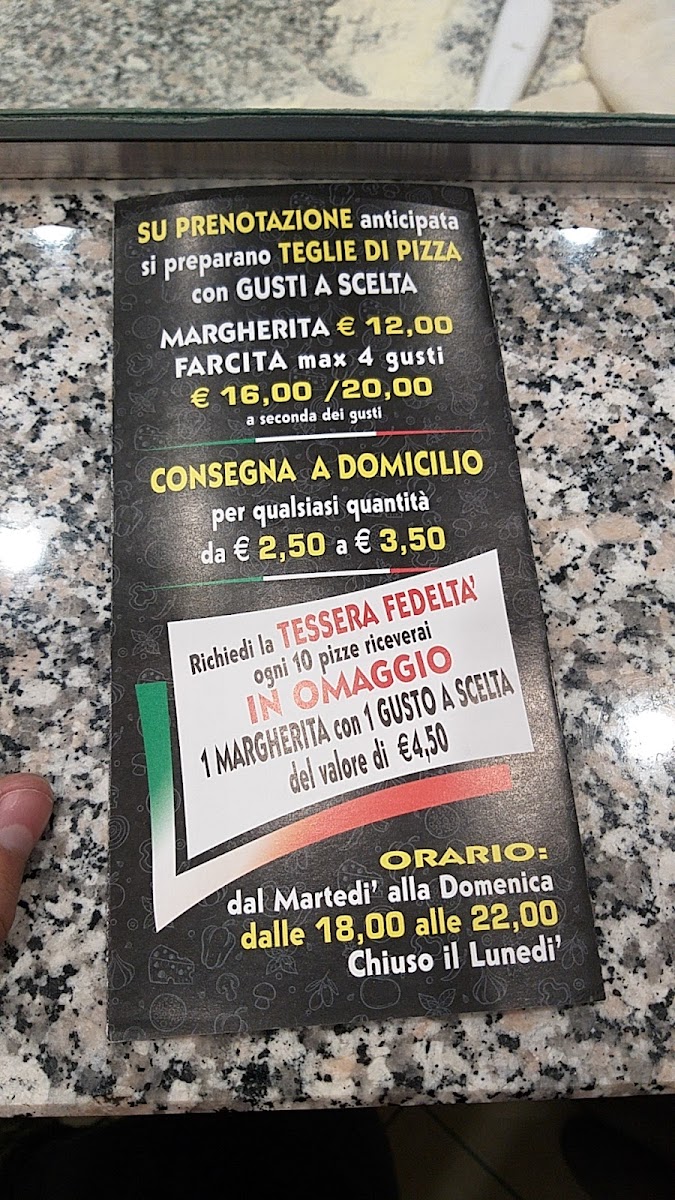 SU PRENOTAZIONE anticipata
si preparano TEGLIE DI PIZZA
con GUSTI A SCELTA
MARGHERITA € 12,00
FARCITA max 4 gusti
€ 16,00 /20,00
a seconda dei gusti
CONSEGNA A DOMICILIO
per qualsiasi quantità
da € 2,50 a € 3,50
Richiedi la TESSERA FEDELTA'
ogni 10 pizze riceverai
IN OMAGGIO
1 MARGHERITA con 1 GUSTO A SCELTA
del valore di €4,50
ORARIO:
dal Martedi' alla Domenica
dalle 18,00 alle 22,00
Chiuso il Lunedi'